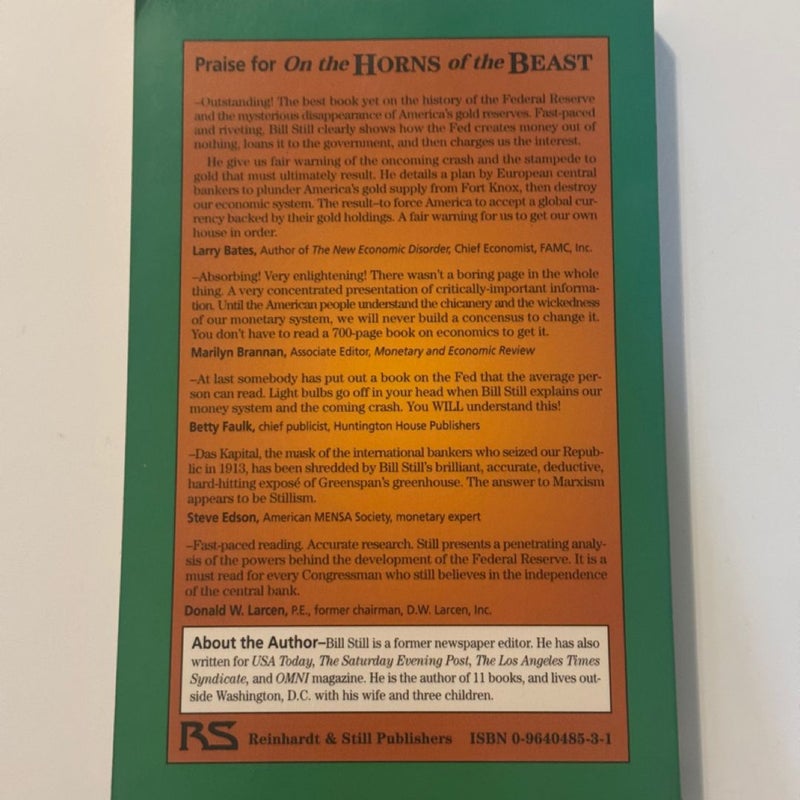 Praise for On the HORNS of the BEAST
–Outstanding! The best book yet on the history of the Federal Reserve
and the mysterious disappearance of America's gold reserves. Fast-paced
and riveting, Bill Still clearly shows how the Fed creates money out of
nothing, loans it to the government, and then charges us the interest.
He give us fair warning of the oncoming crash and the stampede to
gold that must ultimately result. He details a plan by European central
bankers to plunder America's gold supply from Fort Knox, then destroy
our economic system. The result–to force America to accept a global cur-
rency backed by their gold holdings. A fair warning for us to get our own
house in order.
Larry Bates, Author of The New Economic Disorder, Chief Economist, FAMC, Inc.
–Absorbing! Very enlightening! There wasn't a boring page in the whole
thing. A very concentrated presentation of critically-important informa-
tion. Until the American people understand the chicanery and the wickedness
of our monetary system, we will never build a concensus to change it.
You don't have to read a 700-page book on economics to get it.
Marilyn Brannan, Associate Editor, Monetary and Economic Review
–At last somebody has put out a book on the Fed that the average per-
son can read. Light bulbs go off in your head when Bill Still explains our
money system and the coming crash. You WILL understand this!
Betty Faulk, chief publicist, Huntington House Publishers
–Das Kapital, the mask of the international bankers who seized our Repub-
lic in 1913, has been shredded by Bill Still's brilliant, accurate, deductive,
hard-hitting exposé of Greenspan's greenhouse. The answer to Marxism
appears to be Stillism.
Steve Edson, American MENSA Society, monetary expert
–Fast-paced reading. Accurate research. Still presents a penetrating analy-
sis of the powers behind the development of the Federal Reserve. It is a
must read for every Congressman who still believes in the independence
of the central bank.
Donald W. Larcen, P.E., former chairman, D.W. Larcen, Inc.
About the Author–Bill Still is a former newspaper editor. He has also
written for USA Today, The Saturday Evening Post, The Los Angeles Times
Syndicate, and OMNI magazine. He is the author of 11 books, and lives out-
side Washington, D.C. with his wife and three children.
RS Reinhardt & Still Publishers ISBN 0-9640485-3-1